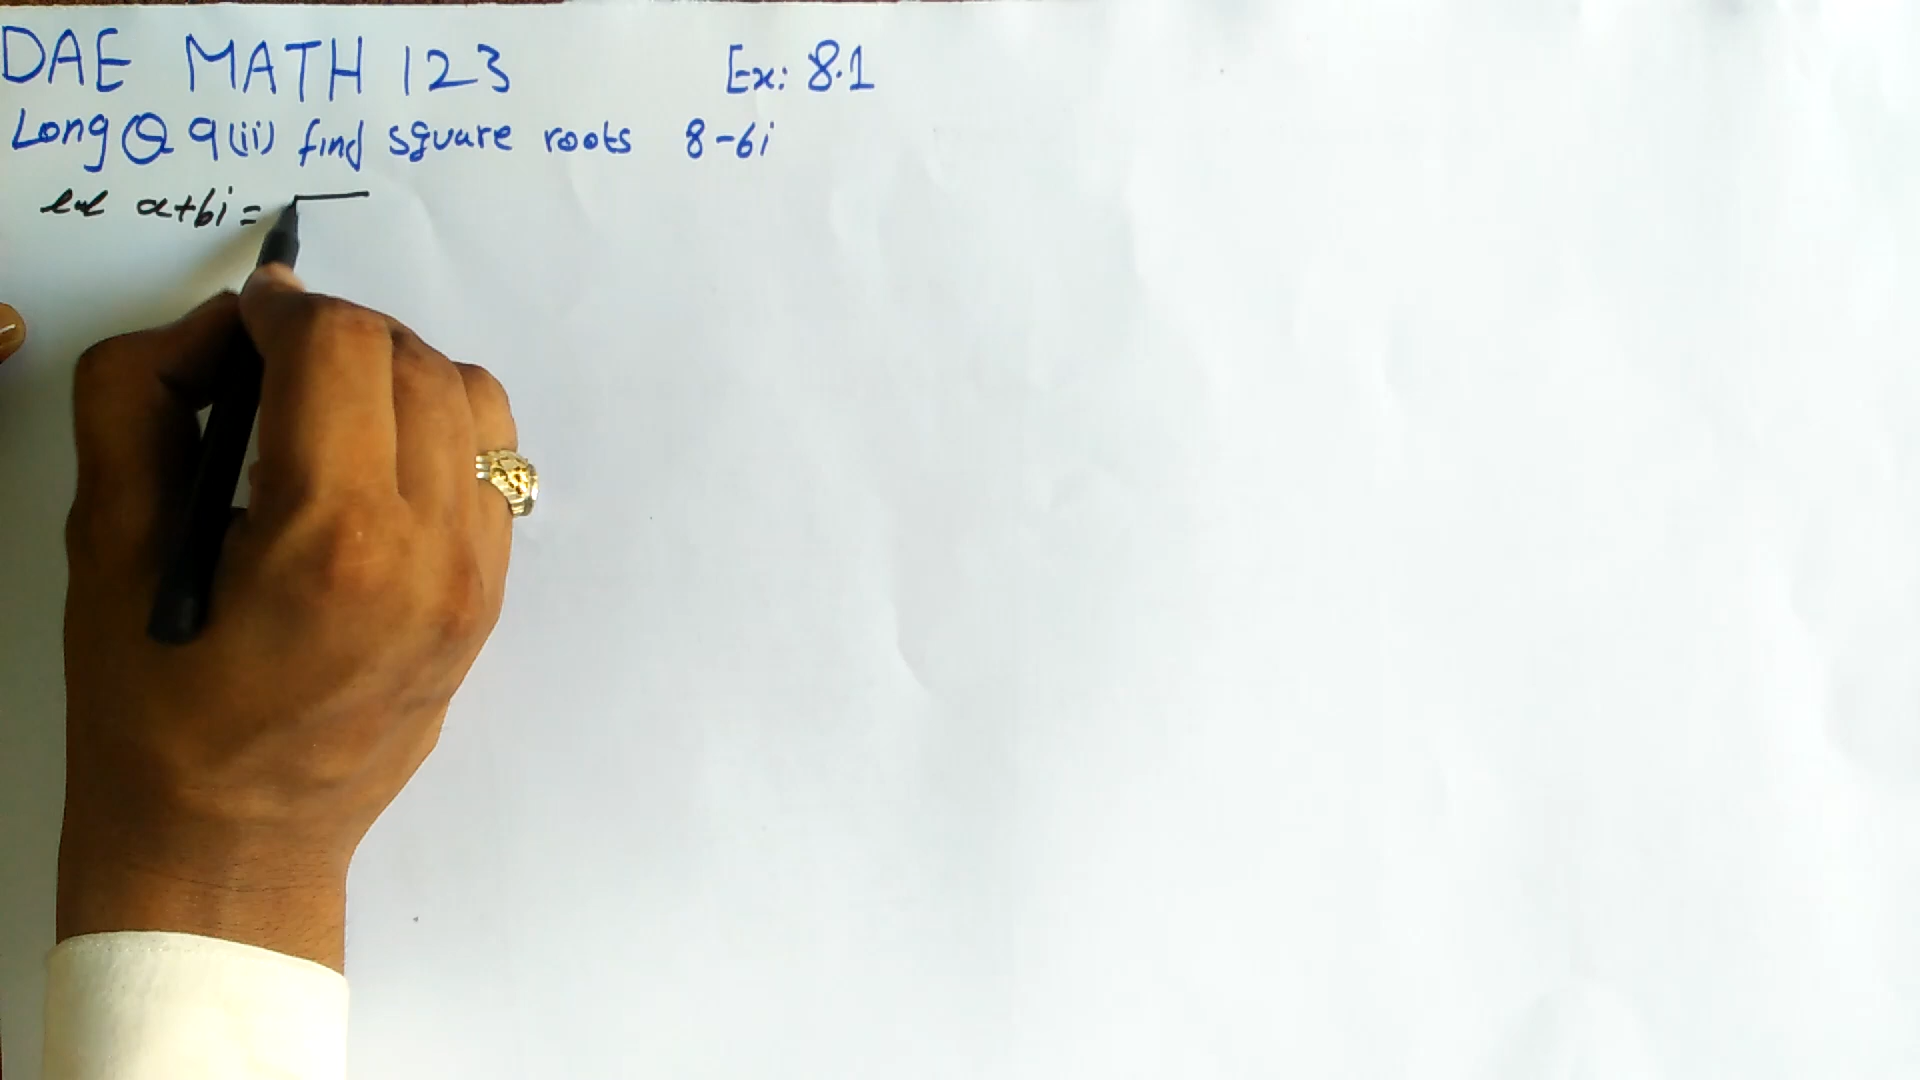 DAE MATH 123 Ex: 8.1
Long Q 9(ii) find square roots 8-6i
let a+bi = √